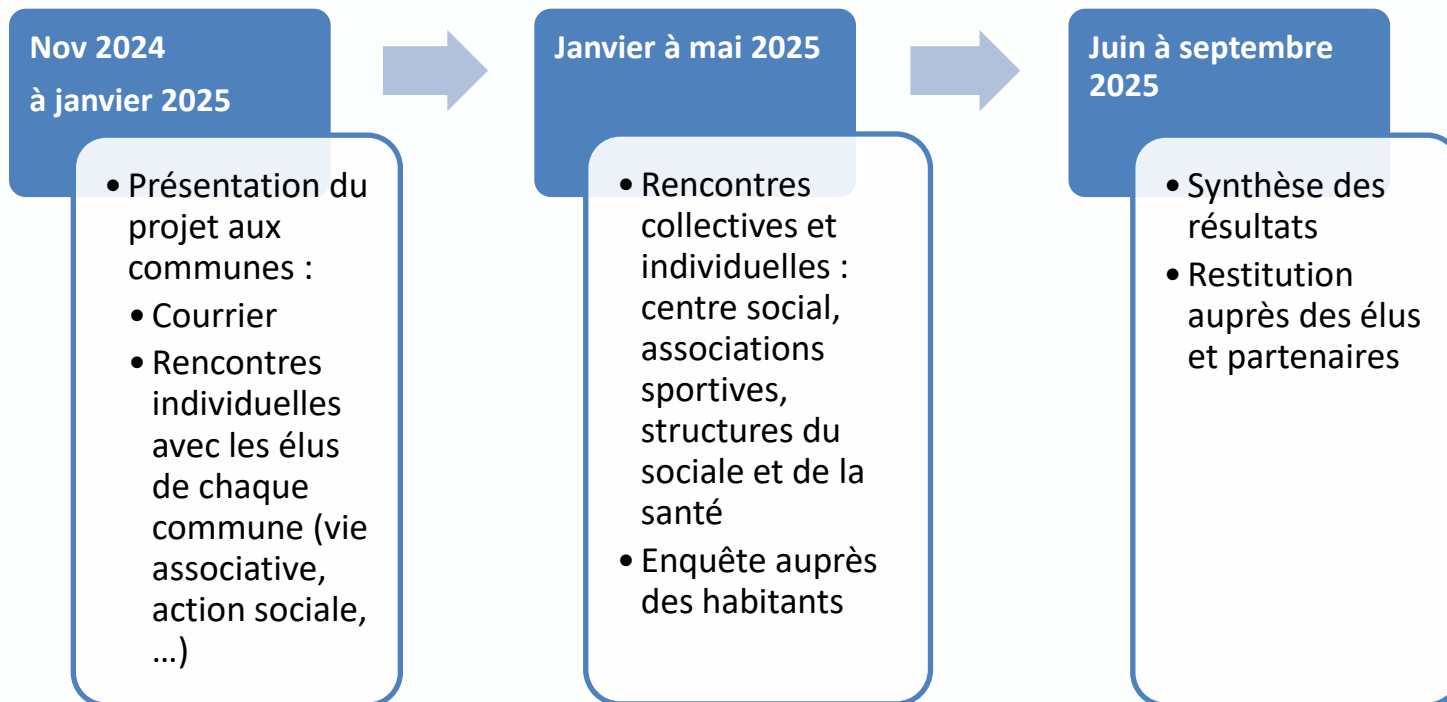 Nov 2024
à janvier 2025
• Présentation du
projet aux
communes :
• Courrier
• Rencontres
individuelles
avec les élus
de chaque
commune (vie
associative,
action sociale,
...)
Janvier à mai 2025
• Rencontres
collectives et
individuelles :
centre social,
associations
sportives,
structures du
sociale et de la
santé
• Enquête auprès
des habitants
Juin à septembre
2025
• Synthèse des
résultats
• Restitution
auprès des élus
et partenaires